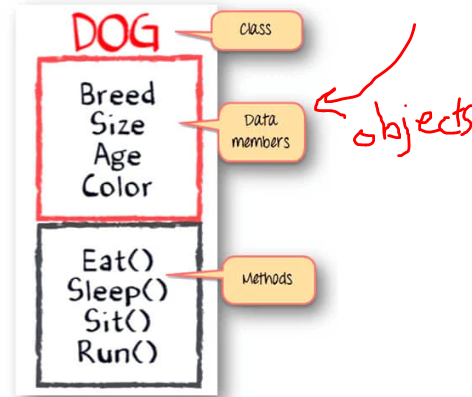 DOG
Class
Breed
Size
Age
Color
Data
members
objects
Eat()
Sleep()
Sit()
Run()
Methods